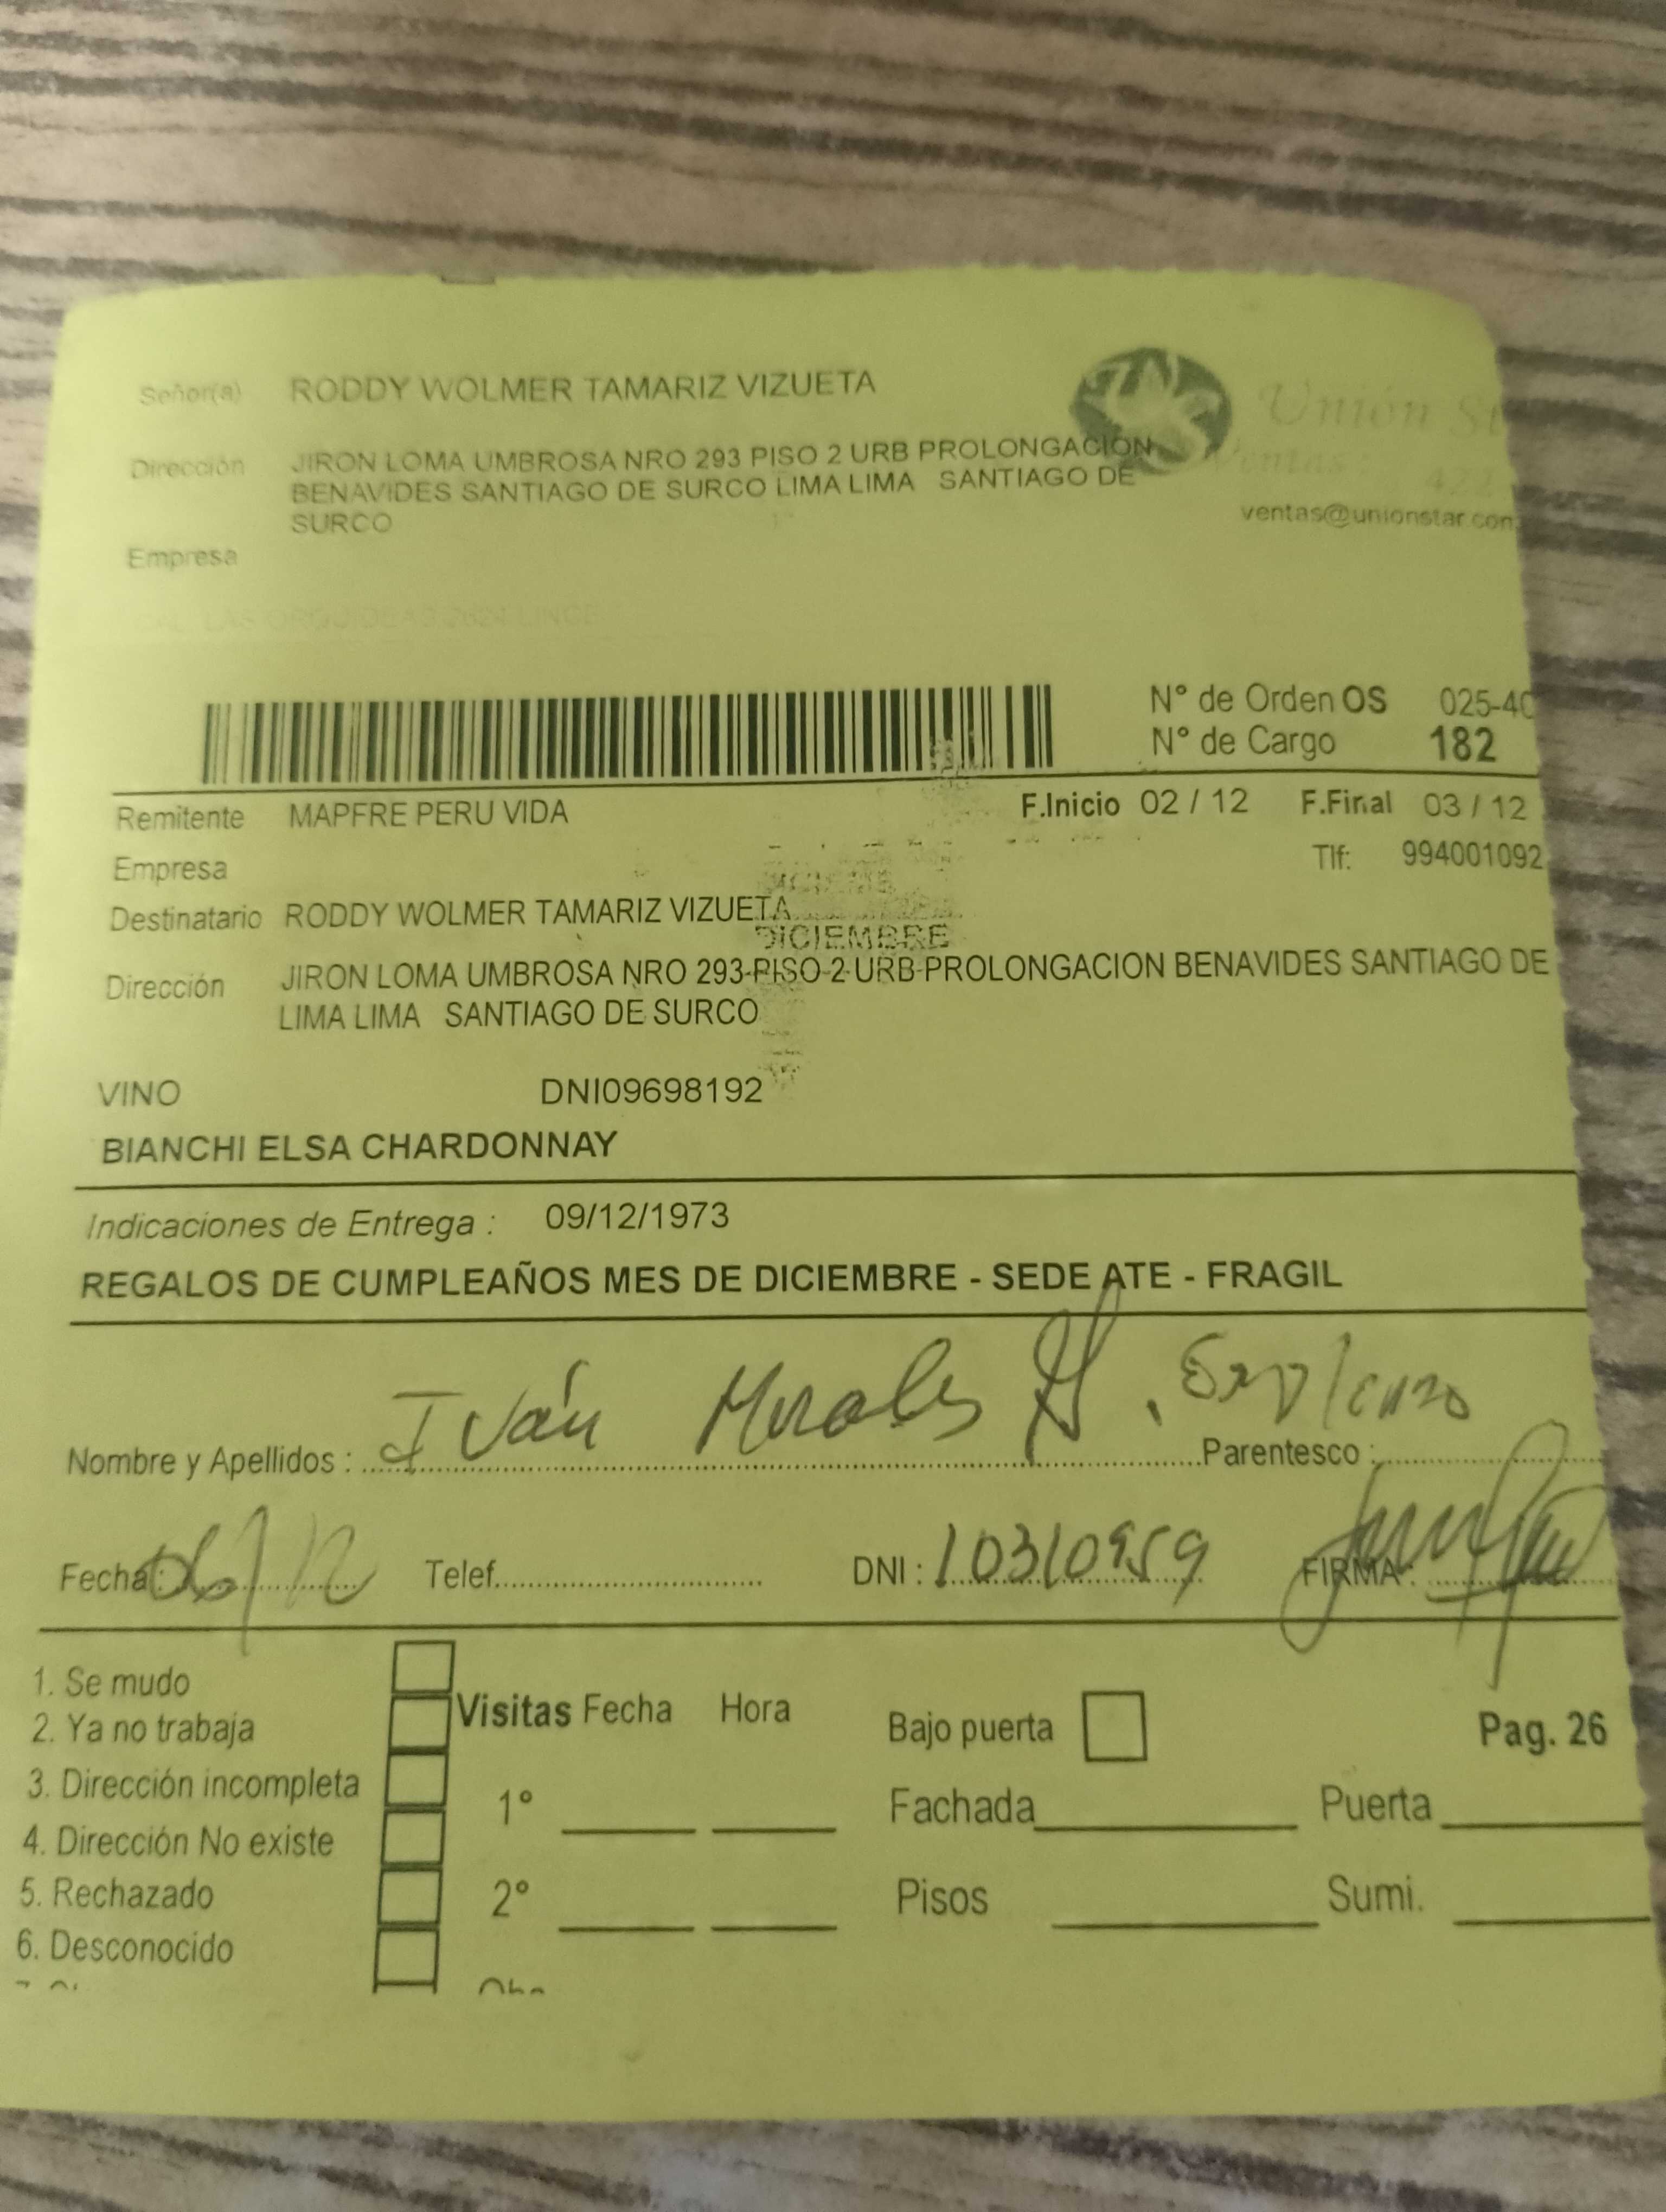 Señor(a) RODDY WOLMER TAMARIZ VIZUETA
Unión St
Dirección JIRON LOMA UMBROSA NRO 293 PISO 2 URB PROLONGACION
BENAVIDES SANTIAGO DE SURCO LIMA LIMA SANTIAGO DE
SURCO
Ventas
422
ventas@unionstar.com
Empresa
N° de Orden OS 025-40
N° de Cargo 182
Remitente MAPFRE PERU VIDA F.Inicio 02 / 12 F.Final 03 / 12
Empresa Tlf: 994001092
Destinatario RODDY WOLMER TAMARIZ VIZUETA
DICIEMBRE
Dirección JIRON LOMA UMBROSA NRO 293 PISO 2 URB PROLONGACION BENAVIDES SANTIAGO DE
LIMA LIMA SANTIAGO DE SURCO
VINO DNI09698192
BIANCHI ELSA CHARDONNAY
Indicaciones de Entrega : 09/12/1973
REGALOS DE CUMPLEAÑOS MES DE DICIEMBRE - SEDE ATE - FRAGIL
Nombre y Apellidos : Iván Morales Parentesco :
Fecha: 06/12 Telef. DNI : 10310959 FIRMA :
1. Se mudo
2. Ya no trabaja
3. Dirección incompleta
4. Dirección No existe
5. Rechazado
6. Desconocido
Visitas Fecha Hora
1°
2°
Bajo puerta Pag. 26
Fachada Puerta
Pisos Sumi.